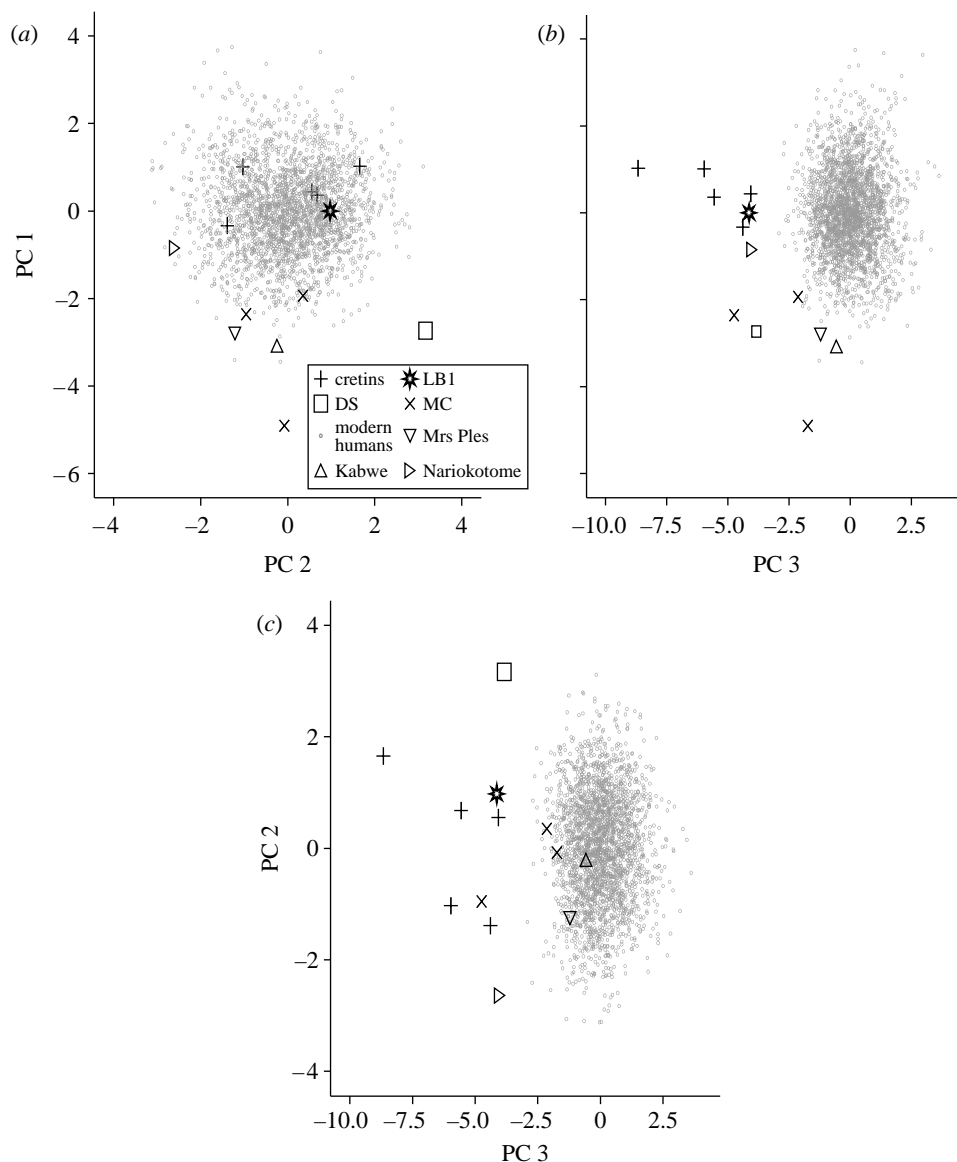 (a)
4
2
0
−2
−4
−6
PC 1
−4 −2 0 2 4
PC 2
cretins
LB1
DS
MC
modern
humans
Mrs Ples
Kabwe
Nariokotome
(b)
−10.0 −7.5 −5.0 −2.5 0 2.5
PC 3
(c)
4
2
0
−2
−4
PC 2
−10.0 −7.5 −5.0 −2.5 0 2.5
PC 3